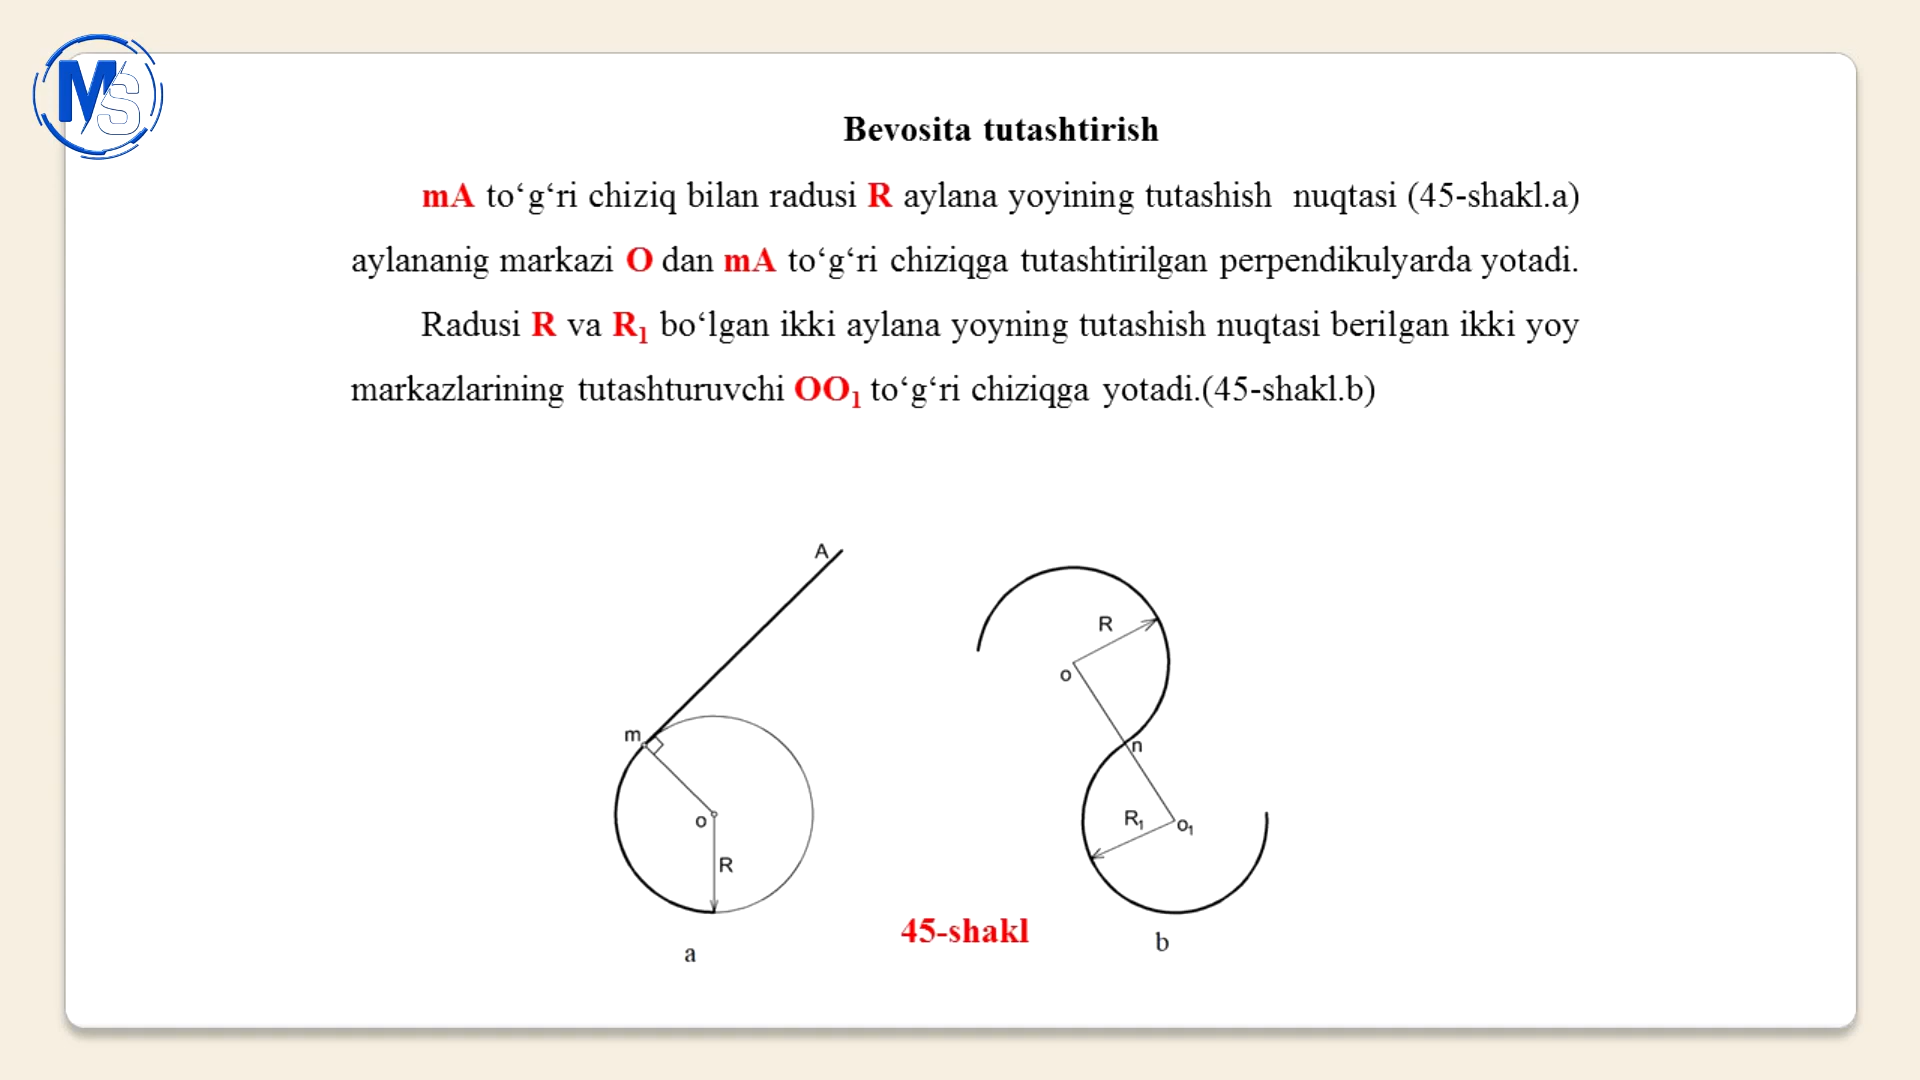 MS
Bevosita tutashtirish
mA to‘g‘ri chiziq bilan radusi R aylana yoyining tutashish nuqtasi (45-shakl.a)
aylananig markazi O dan mA to‘g‘ri chiziqga tutashtirilgan perpendikulyarda yotadi.
Radusi R va R₁ bo‘lgan ikki aylana yoyning tutashish nuqtasi berilgan ikki yoy
markazlarining tutashturuvchi OO₁ to‘g‘ri chiziqga yotadi.(45-shakl.b)
A
m
o
R
a
R
o
n
R₁
o₁
b
45-shakl